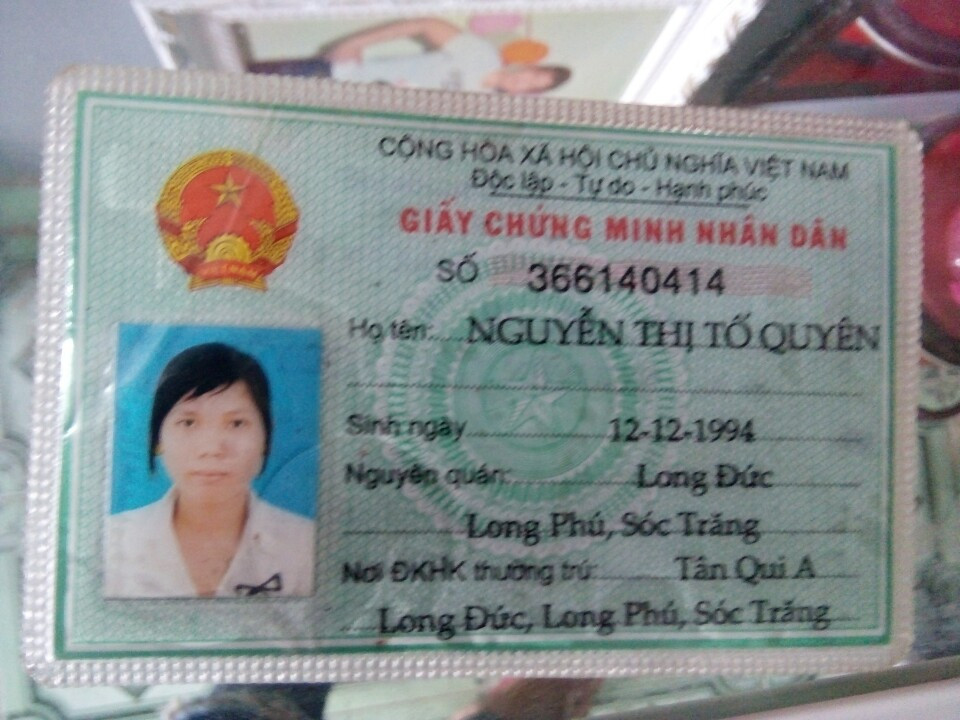 CỘNG HÒA XÃ HỘI CHỦ NGHĨA VIỆT NAM
Độc lập - Tự do - Hạnh phúc
GIẤY CHỨNG MINH NHÂN DÂN
SỐ 366140414
Họ tên: NGUYỄN THỊ TỐ QUYÊN
Sinh ngày 12-12-1994
Nguyên quán: Long Đức
Long Phú, Sóc Trăng
Nơi ĐKHK thường trú: Tân Qui A
Long Đức, Long Phú, Sóc Trăng